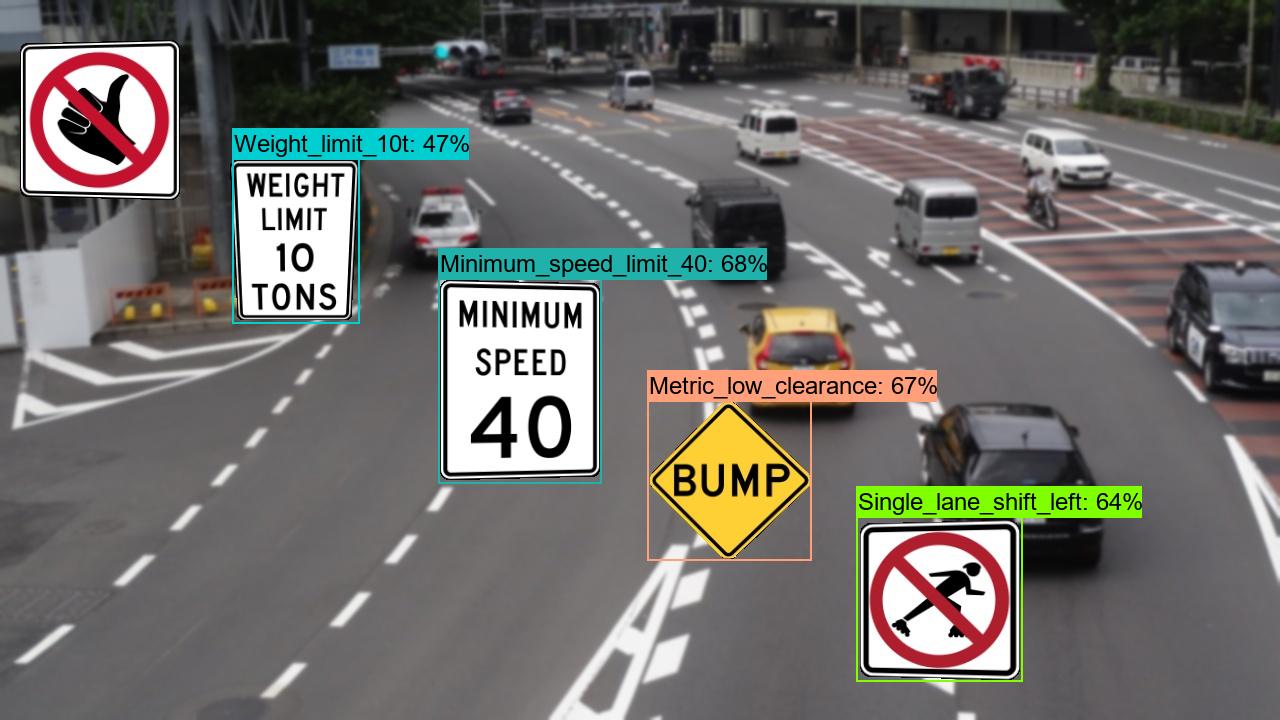 Weight_limit_10t: 47%
WEIGHT
LIMIT
10
TONS
Minimum_speed_limit_40: 68%
MINIMUM
SPEED
40
Metric_low_clearance: 67%
BUMP
Single_lane_shift_left: 64%